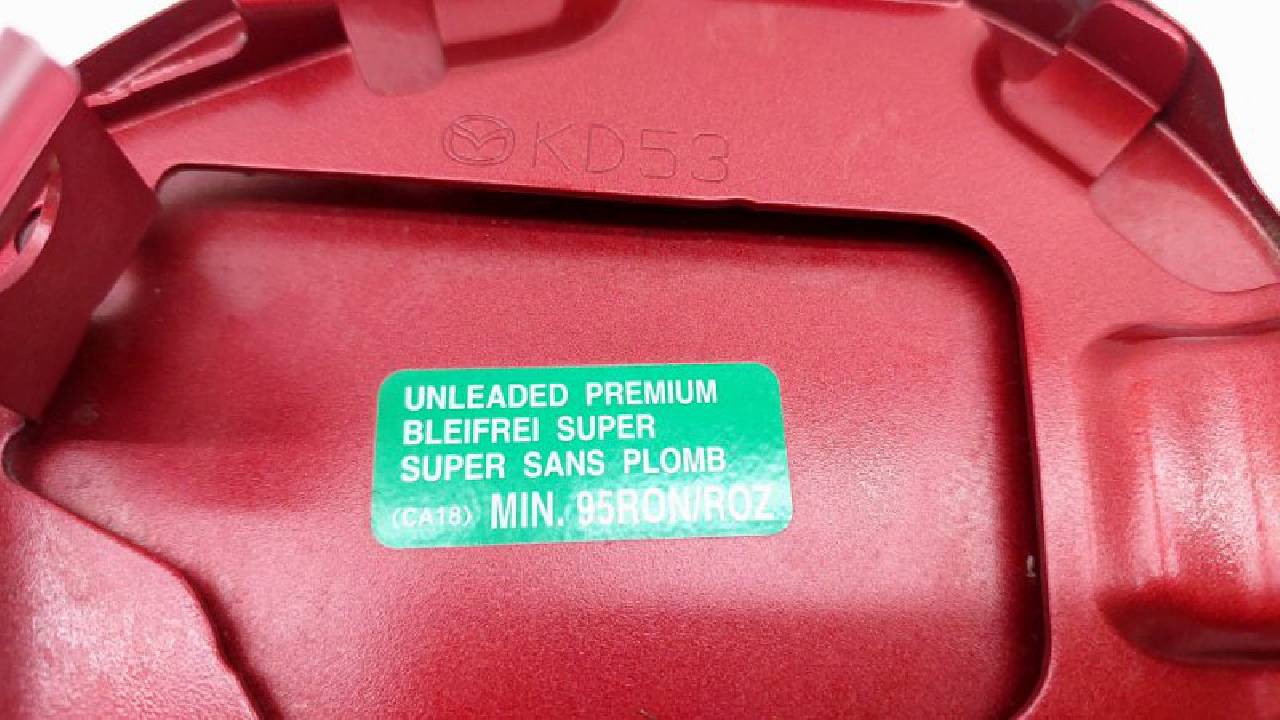 KD53
UNLEADED PREMIUM
BLEIFREI SUPER
SUPER SANS PLOMB
(CA18) MIN. 95RON/ROZ